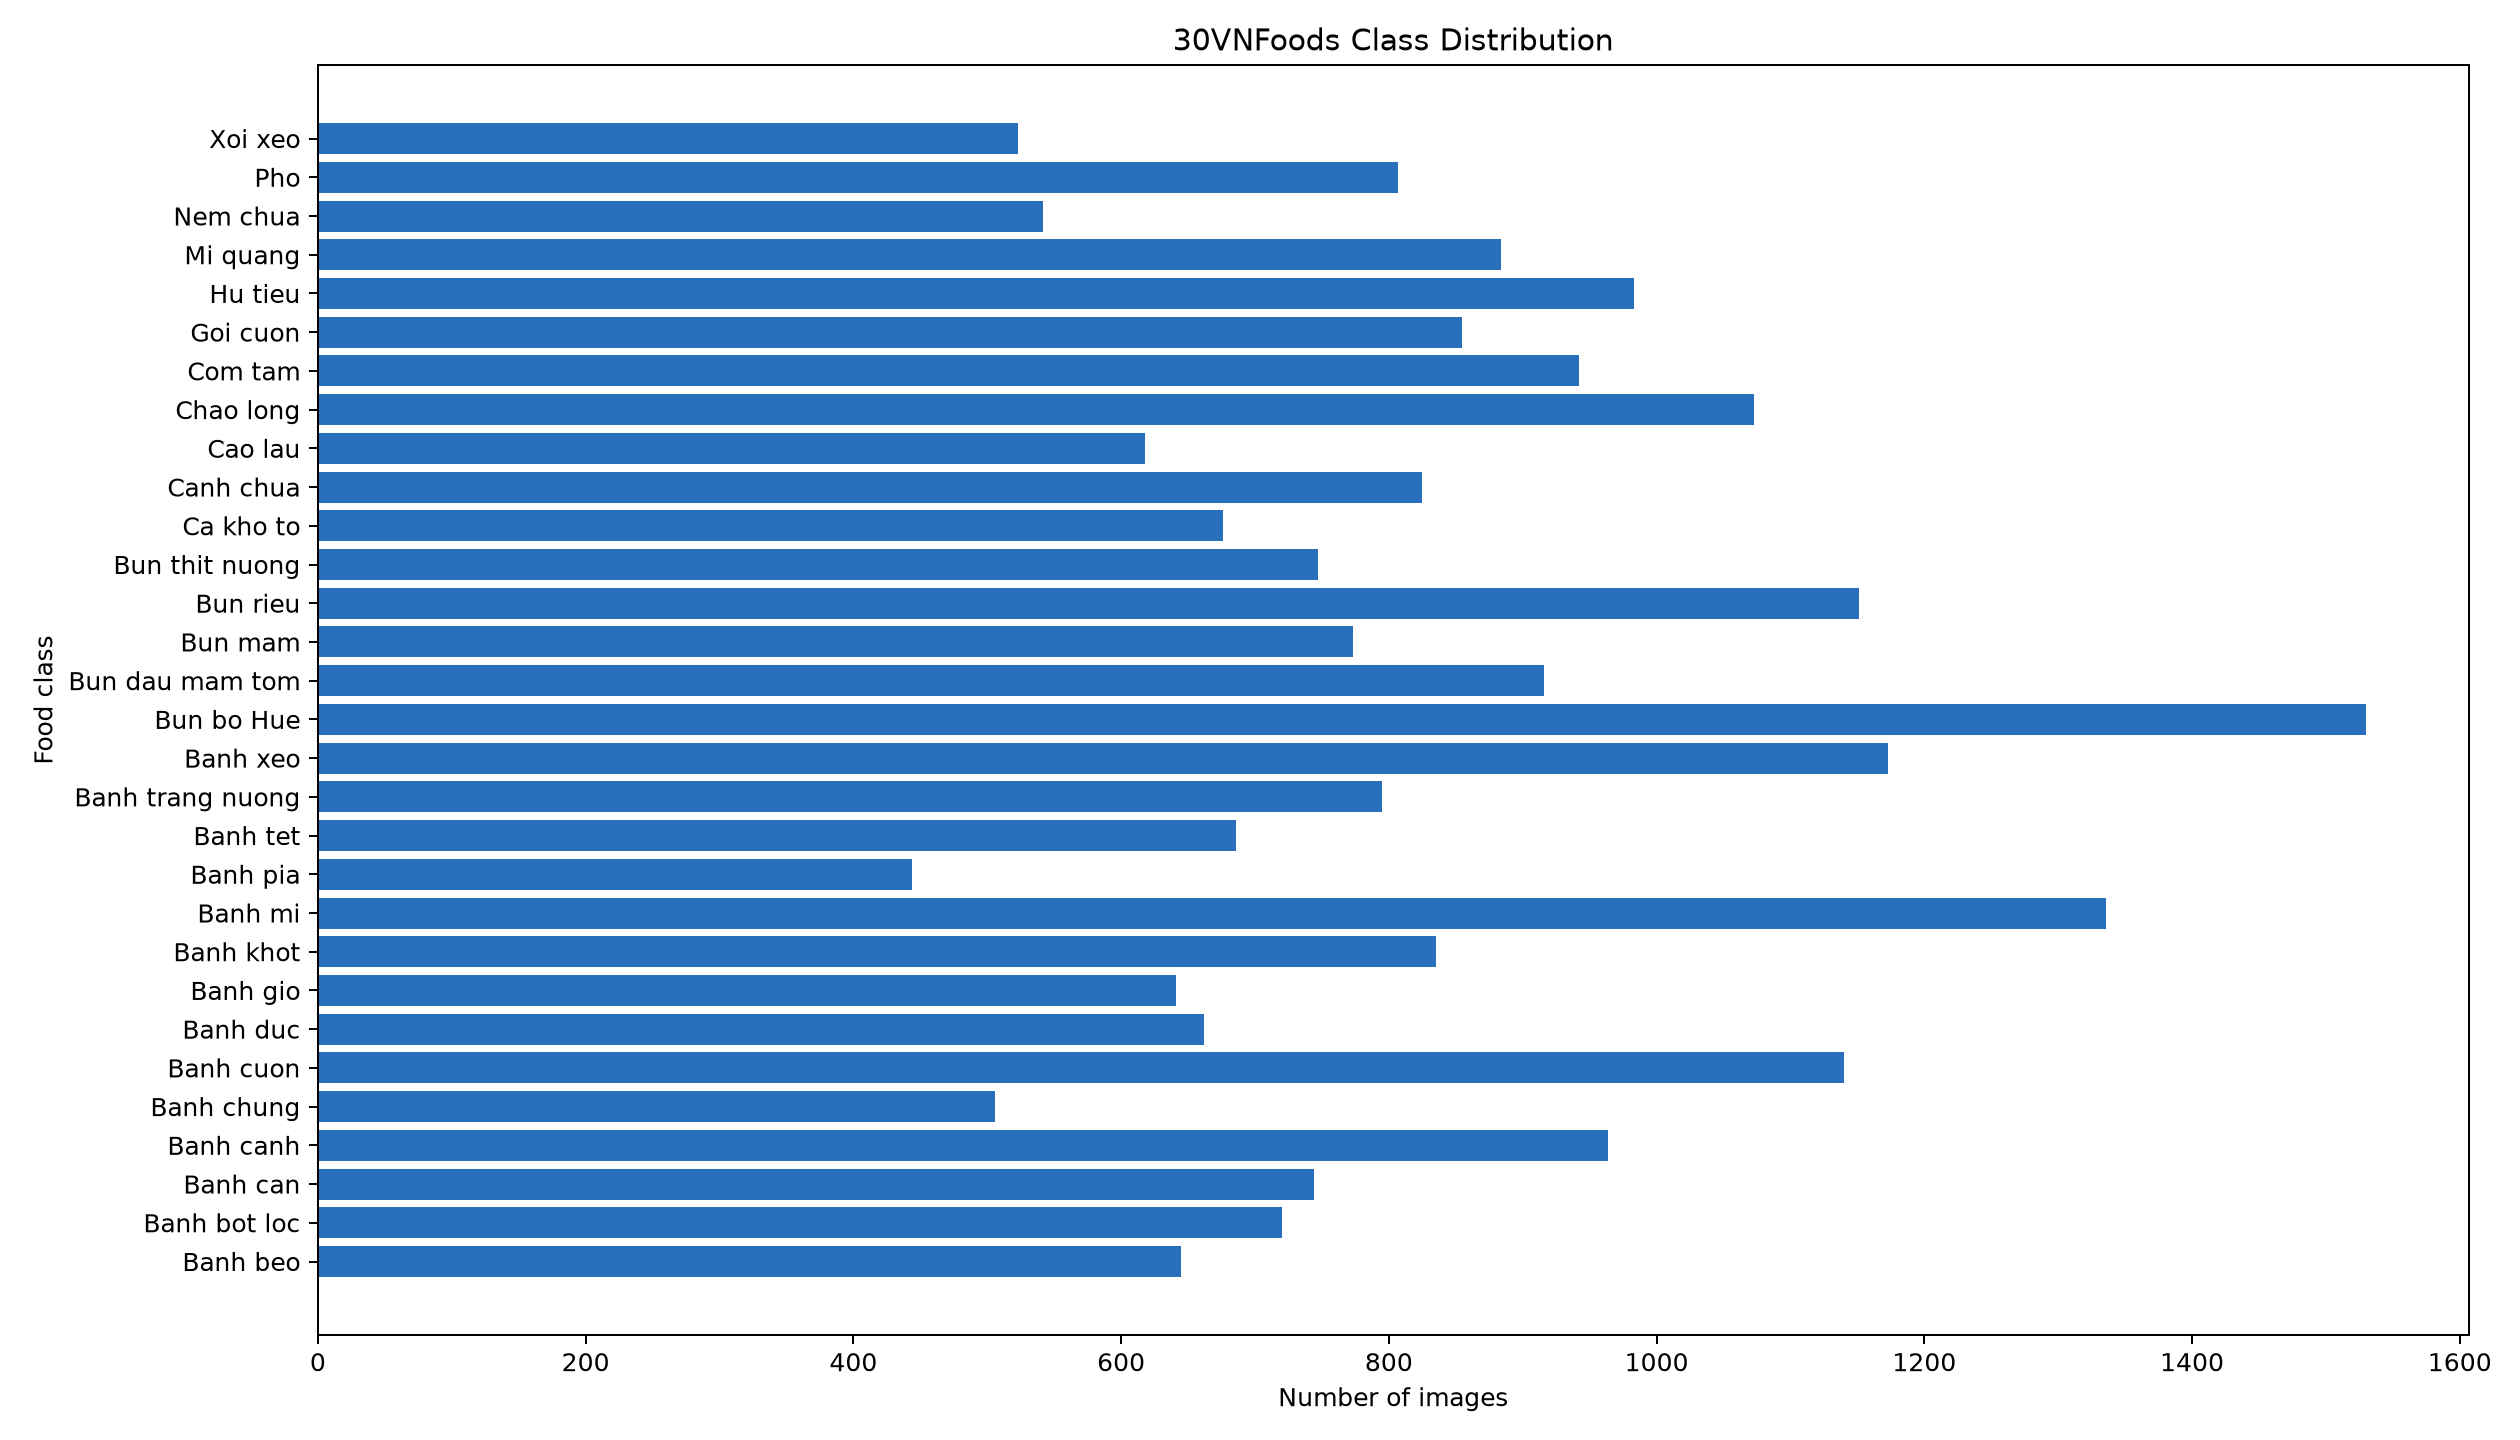 30VNFoods Class Distribution
Food class
Xoi xeo
Pho
Nem chua
Mi quang
Hu tieu
Goi cuon
Com tam
Chao long
Cao lau
Canh chua
Ca kho to
Bun thit nuong
Bun rieu
Bun mam
Bun dau mam tom
Bun bo Hue
Banh xeo
Banh trang nuong
Banh tet
Banh pia
Banh mi
Banh khot
Banh gio
Banh duc
Banh cuon
Banh chung
Banh canh
Banh can
Banh bot loc
Banh beo
0 200 400 600 800 1000 1200 1400 1600
Number of images